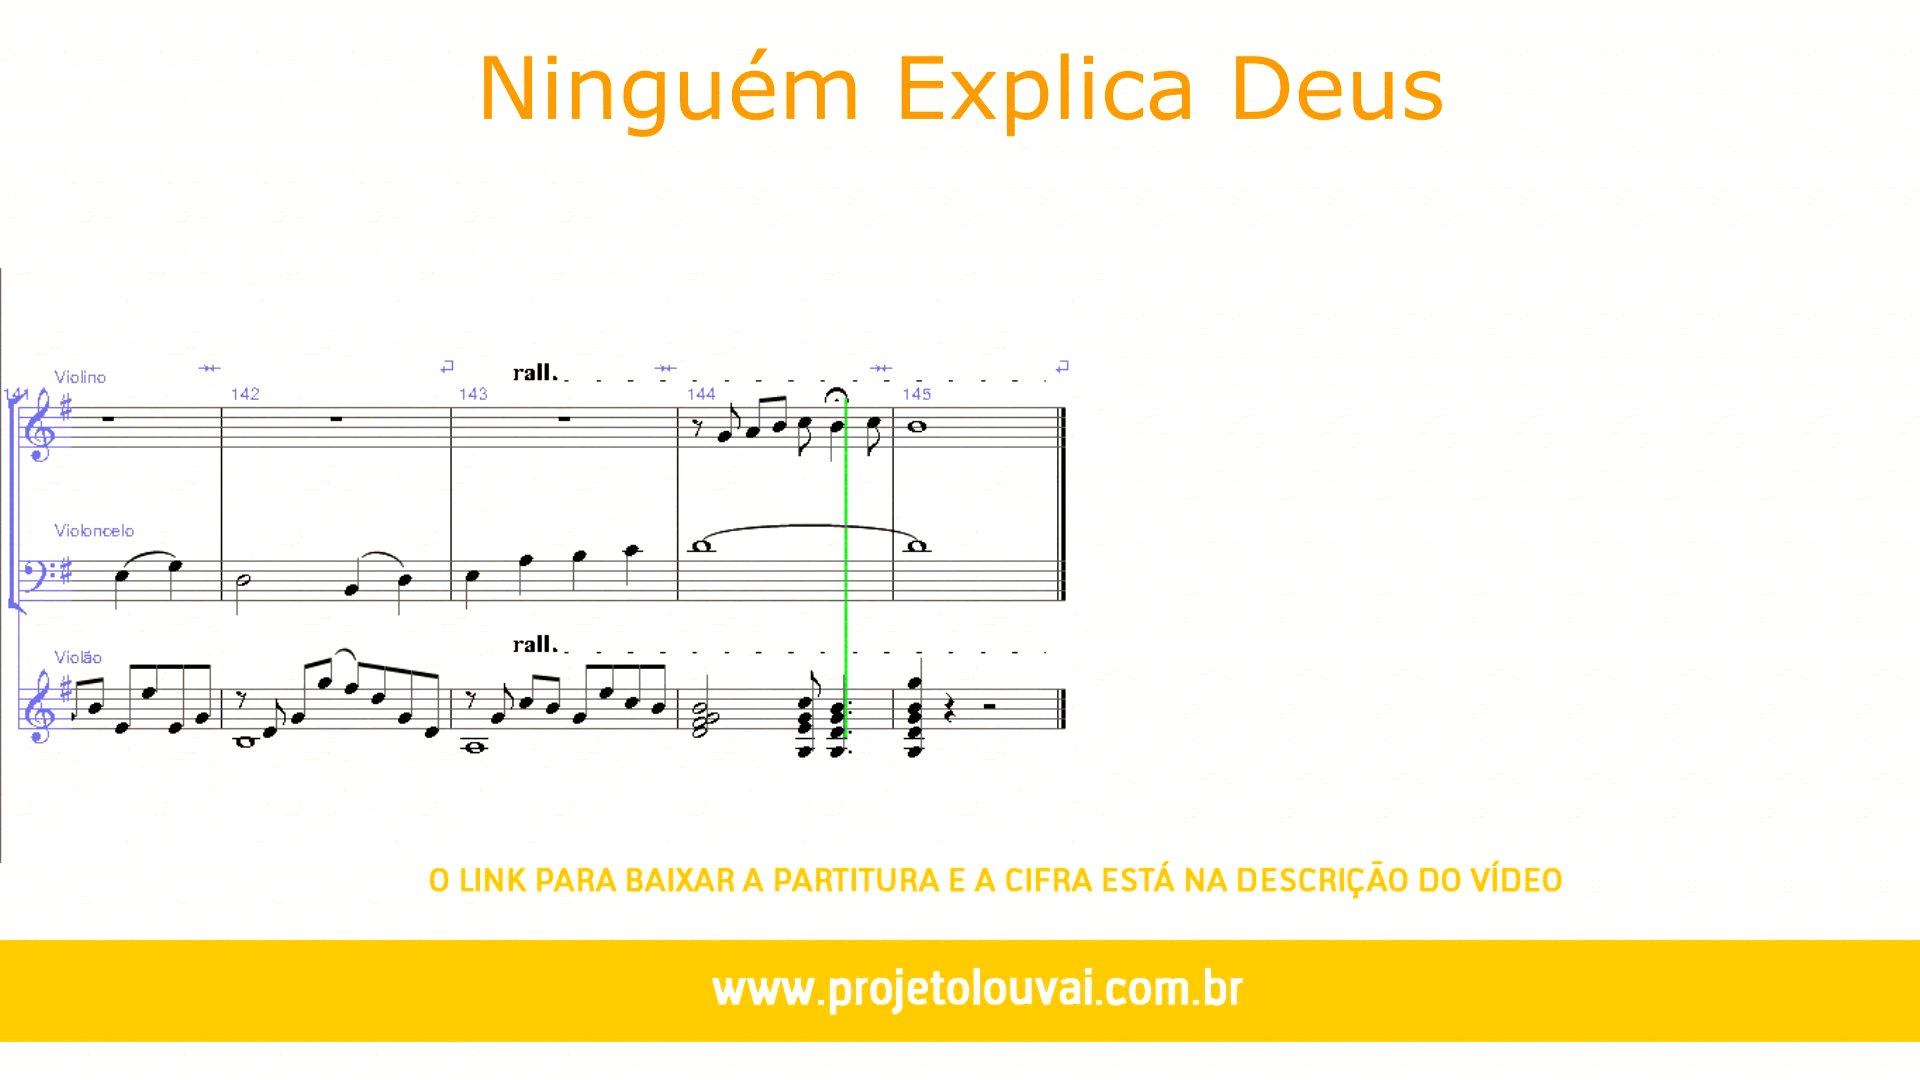 Ninguém Explica Deus
rall.
Violino
141 142 143 144 145
Violoncelo
rall.
Violão
O LINK PARA BAIXAR A PARTITURA E A CIFRA ESTÁ NA DESCRIÇÃO DO VÍDEO
www.projetolouvai.com.br